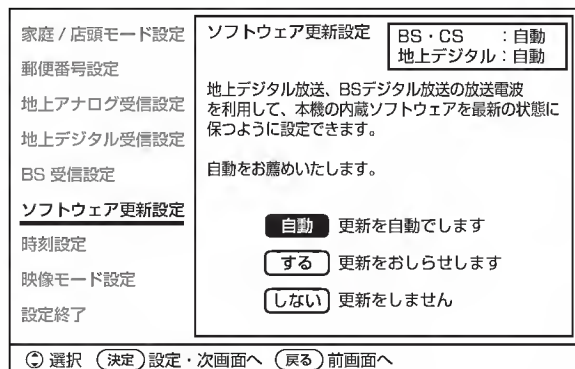 家庭 / 店頭モード設定
郵便番号設定
地上アナログ受信設定
地上デジタル受信設定
BS 受信設定
ソフトウェア更新設定
時刻設定
映像モード設定
設定終了
ソフトウェア更新設定
BS・CS :自動
地上デジタル:自動
地上デジタル放送、BSデジタル放送の放送電波
を利用して、本機の内蔵ソフトウェアを最新の状態に
保つように設定できます。
自動をお薦めいたします。
自動 更新を自動でします
する 更新をおしらせします
しない 更新をしません
選択 決定 設定・次画面へ 戻る 前画面へ